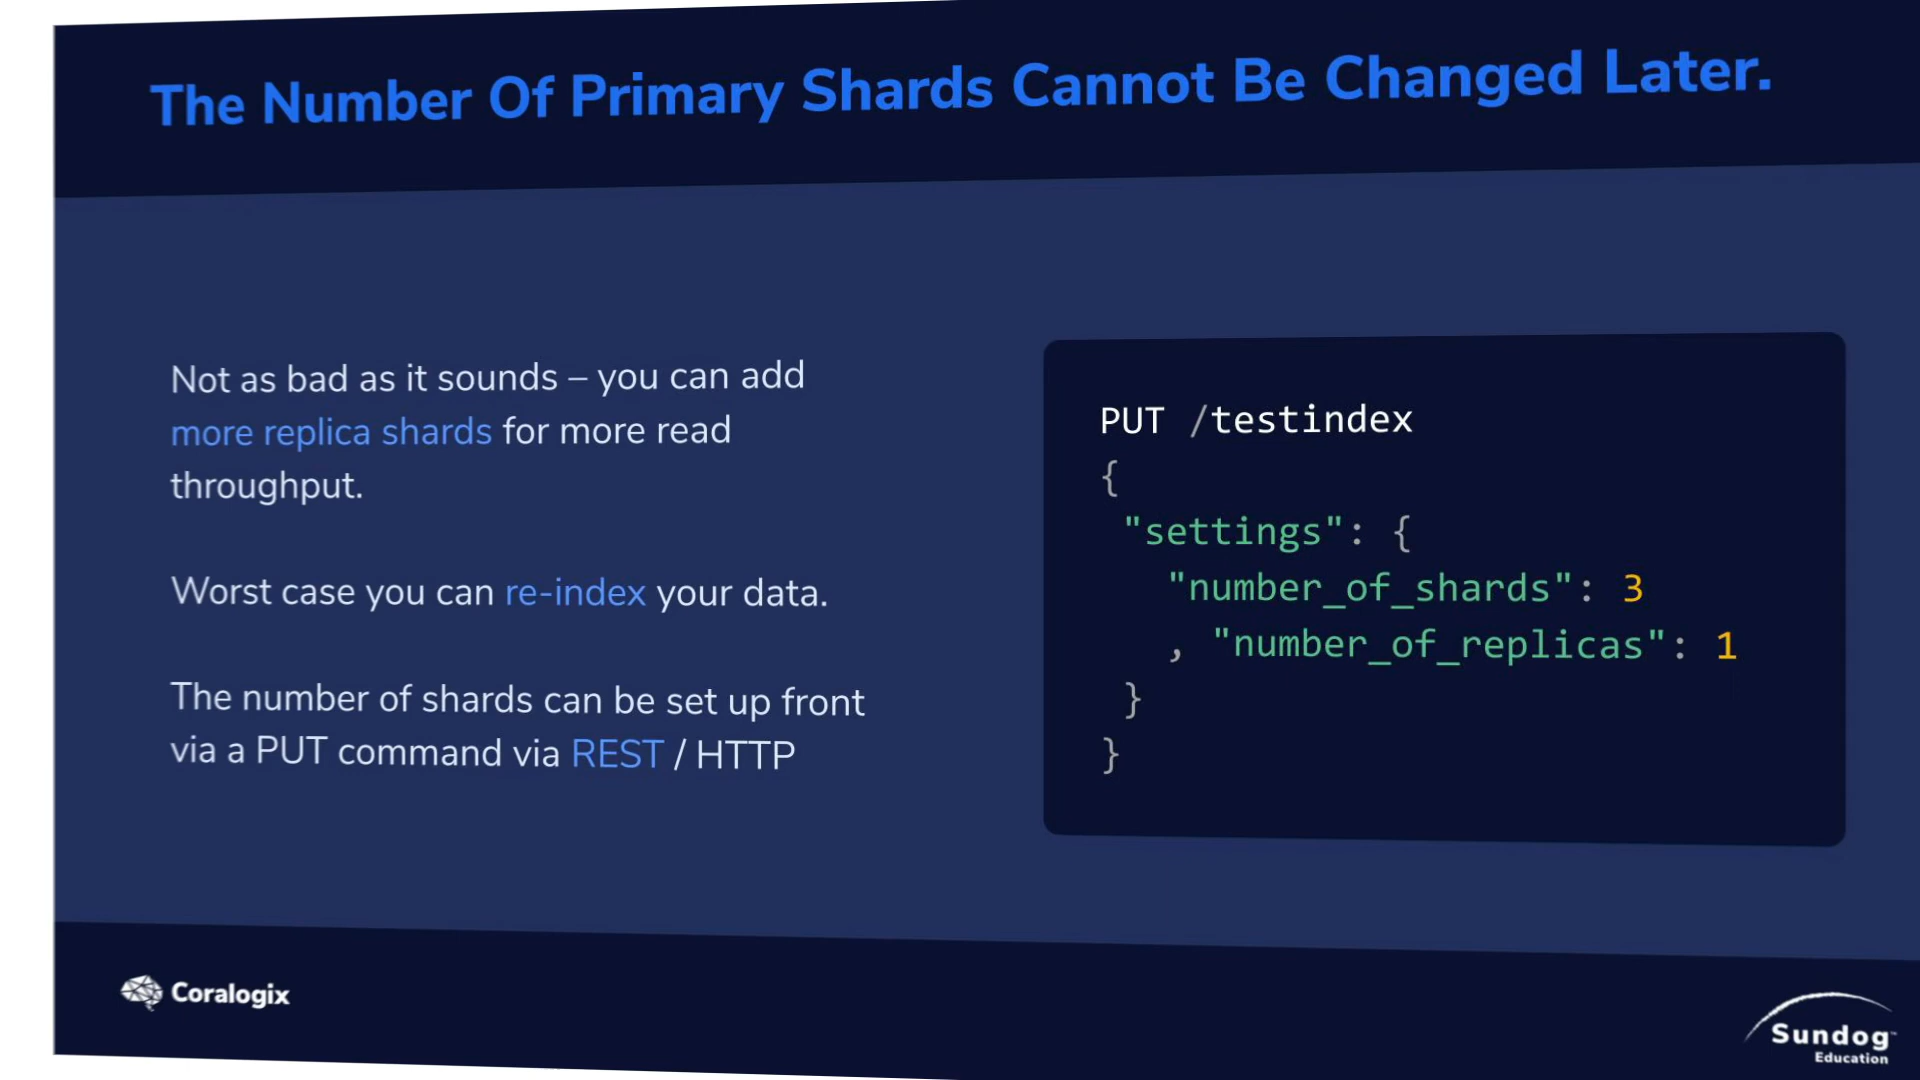 The Number Of Primary Shards Cannot Be Changed Later.
Not as bad as it sounds – you can add
more replica shards for more read
throughput.
Worst case you can re-index your data.
The number of shards can be set up front
via a PUT command via REST / HTTP
PUT /testindex
{
"settings": {
"number_of_shards": 3
, "number_of_replicas": 1
}
}
Coralogix
Sundog™
Education